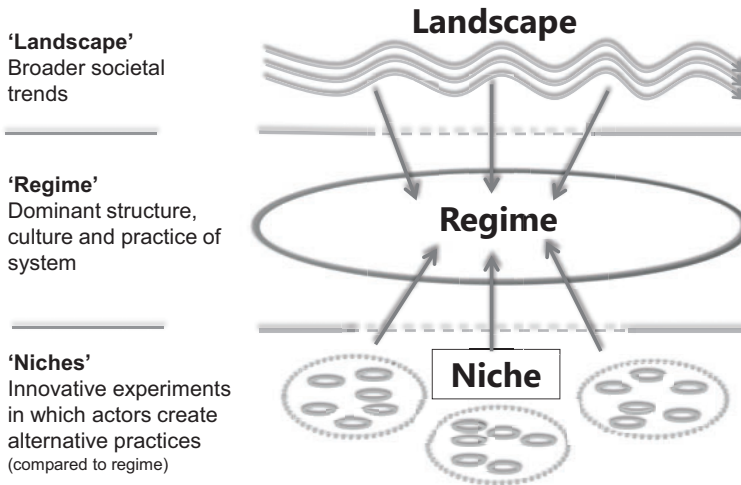 Landscape
‘Landscape’
Broader societal
trends
‘Regime’
Dominant structure,
culture and practice of
system
Regime
‘Niches’
Innovative experiments
in which actors create
alternative practices
(compared to regime)
Niche